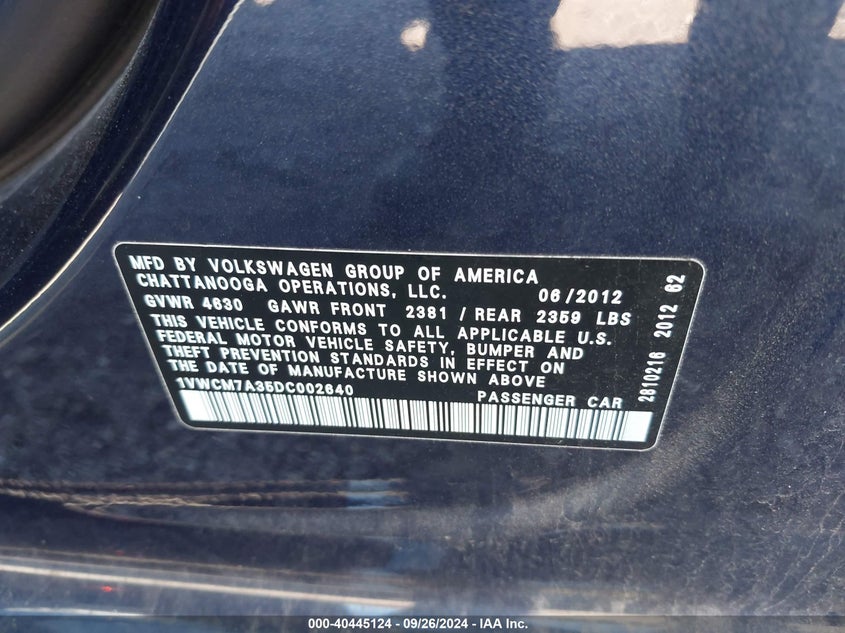 MFD BY VOLKSWAGEN GROUP OF AMERICA
CHATTANOOGA OPERATIONS, LLC. 06/2012
GVWR 4630 GAWR FRONT 2381 / REAR 2359 LBS
THIS VEHICLE CONFORMS TO ALL APPLICABLE U.S.
FEDERAL MOTOR VEHICLE SAFETY, BUMPER AND
THEFT PREVENTION STANDARDS IN EFFECT ON
THE DATE OF MANUFACTURE SHOWN ABOVE
1VWCM7A35DC002640 PASSENGER CAR
2810216 2012 62
000-40445124 - 09/26/2024 - IAA Inc.